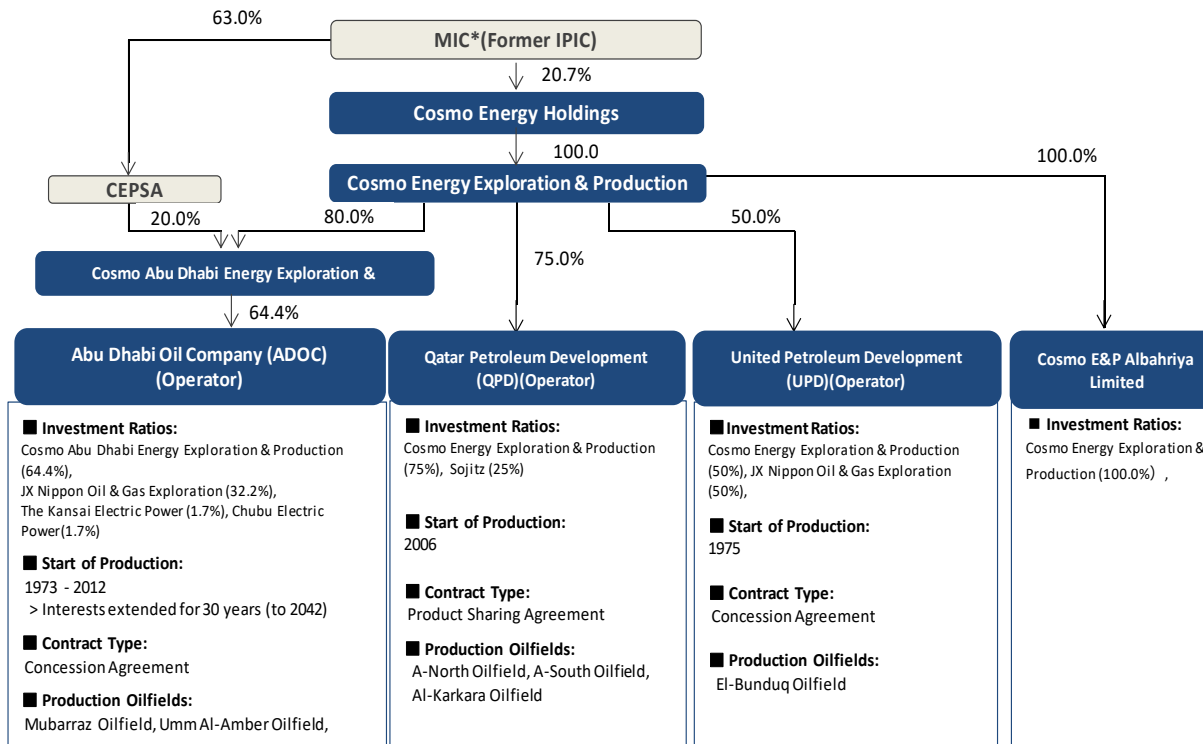 63.0%
MIC*(Former IPIC)
20.7%
Cosmo Energy Holdings
100.0
100.0%
CEPSA
Cosmo Energy Exploration & Production
20.0%
80.0%
50.0%
75.0%
Cosmo Abu Dhabi Energy Exploration &
64.4%
Abu Dhabi Oil Company (ADOC)
(Operator)
■ Investment Ratios:
Cosmo Abu Dhabi Energy Exploration & Production
(64.4%),
JX Nippon Oil & Gas Exploration (32.2%),
The Kansai Electric Power (1.7%), Chubu Electric
Power(1.7%)
■ Start of Production:
1973 - 2012
> Interests extended for 30 years (to 2042)
■ Contract Type:
Concession Agreement
■ Production Oilfields:
Mubarraz Oilfield, Umm Al-Amber Oilfield,
Qatar Petroleum Development
(QPD)(Operator)
■ Investment Ratios:
Cosmo Energy Exploration & Production
(75%), Sojitz (25%)
■ Start of Production:
2006
■ Contract Type:
Product Sharing Agreement
■ Production Oilfields:
A-North Oilfield, A-South Oilfield,
Al-Karkara Oilfield
United Petroleum Development
(UPD)(Operator)
■Investment Ratios:
Cosmo Energy Exploration & Production
(50%), JX Nippon Oil & Gas Exploration
(50%),
■ Start of Production:
1975
■ Contract Type:
Concession Agreement
■ Production Oilfields:
El-Bunduq Oilfield
Cosmo E&P Albahriya
Limited
■ Investment Ratios:
Cosmo Energy Exploration &
Production (100.0%) ,